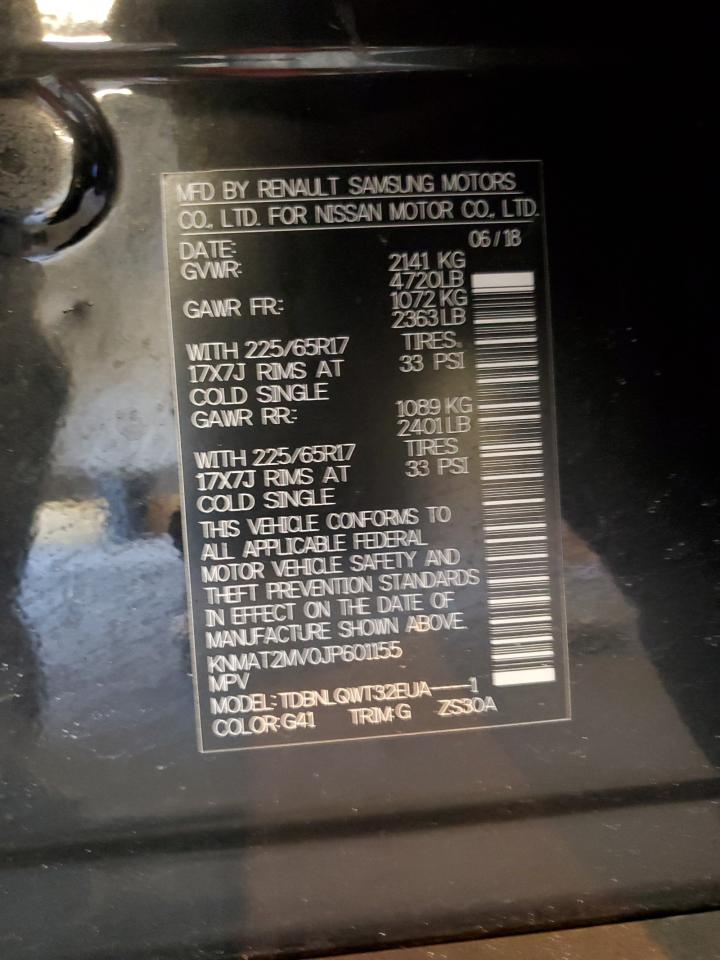 MFD BY RENAULT SAMSUNG MOTORS
CO., LTD. FOR NISSAN MOTOR CO., LTD.
DATE: 06/18
GVWR: 2141 KG
4720LB
GAWR FR: 1072 KG
2363 LB
WITH 225/65R17 TIRES.
17X7J RIMS AT 33 PSI
COLD SINGLE
GAWR RR: 1089 KG
2401 LB
WITH 225/65R17 TIRES
17X7J RIMS AT 33 PSI
COLD SINGLE
THIS VEHICLE CONFORMS TO
ALL APPLICABLE FEDERAL
MOTOR VEHICLE SAFETY AND
THEFT PREVENTION STANDARDS
IN EFFECT ON THE DATE OF
MANUFACTURE SHOWN ABOVE.
KNMAT2MV0JP601155
MPV
MODEL: TDBNLQWT32EUA----1
COLOR:G41 TRIM:G ZS30A